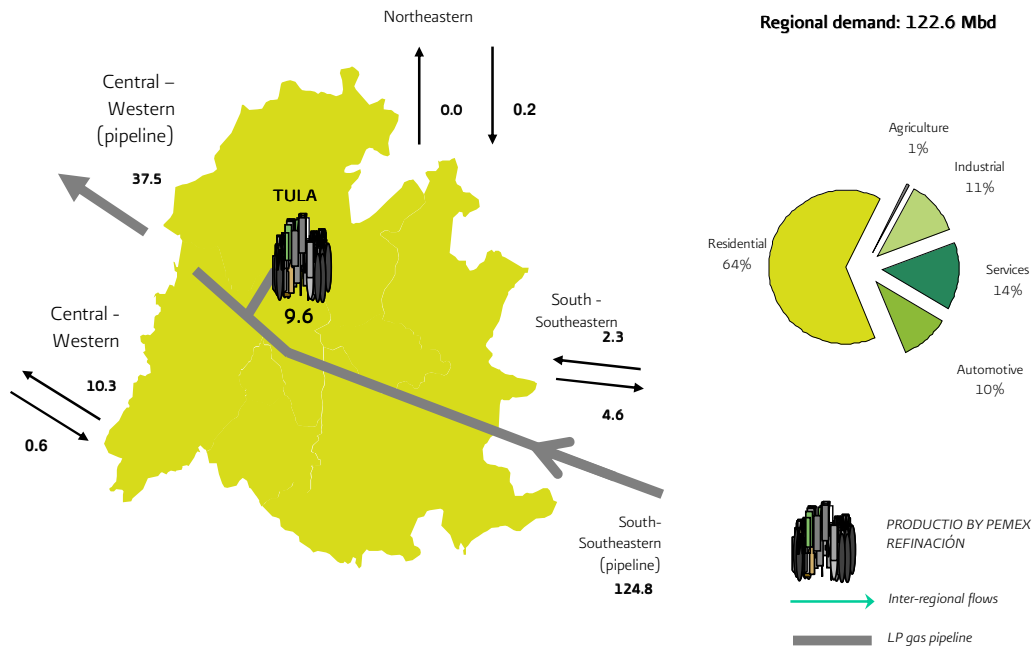 Northeastern
0.0
0.2
Central –
Western
(pipeline)
37.5
TULA
9.6
Central -
Western
10.3
0.6
South -
Southeastern
2.3
4.6
South-
Southeastern
(pipeline)
124.8
Regional demand: 122.6 Mbd
Agriculture
1%
Industrial
11%
Residential
64%
Services
14%
Automotive
10%
PRODUCTIO BY PEMEX
REFINACIÓN
Inter-regional flows
LP gas pipeline